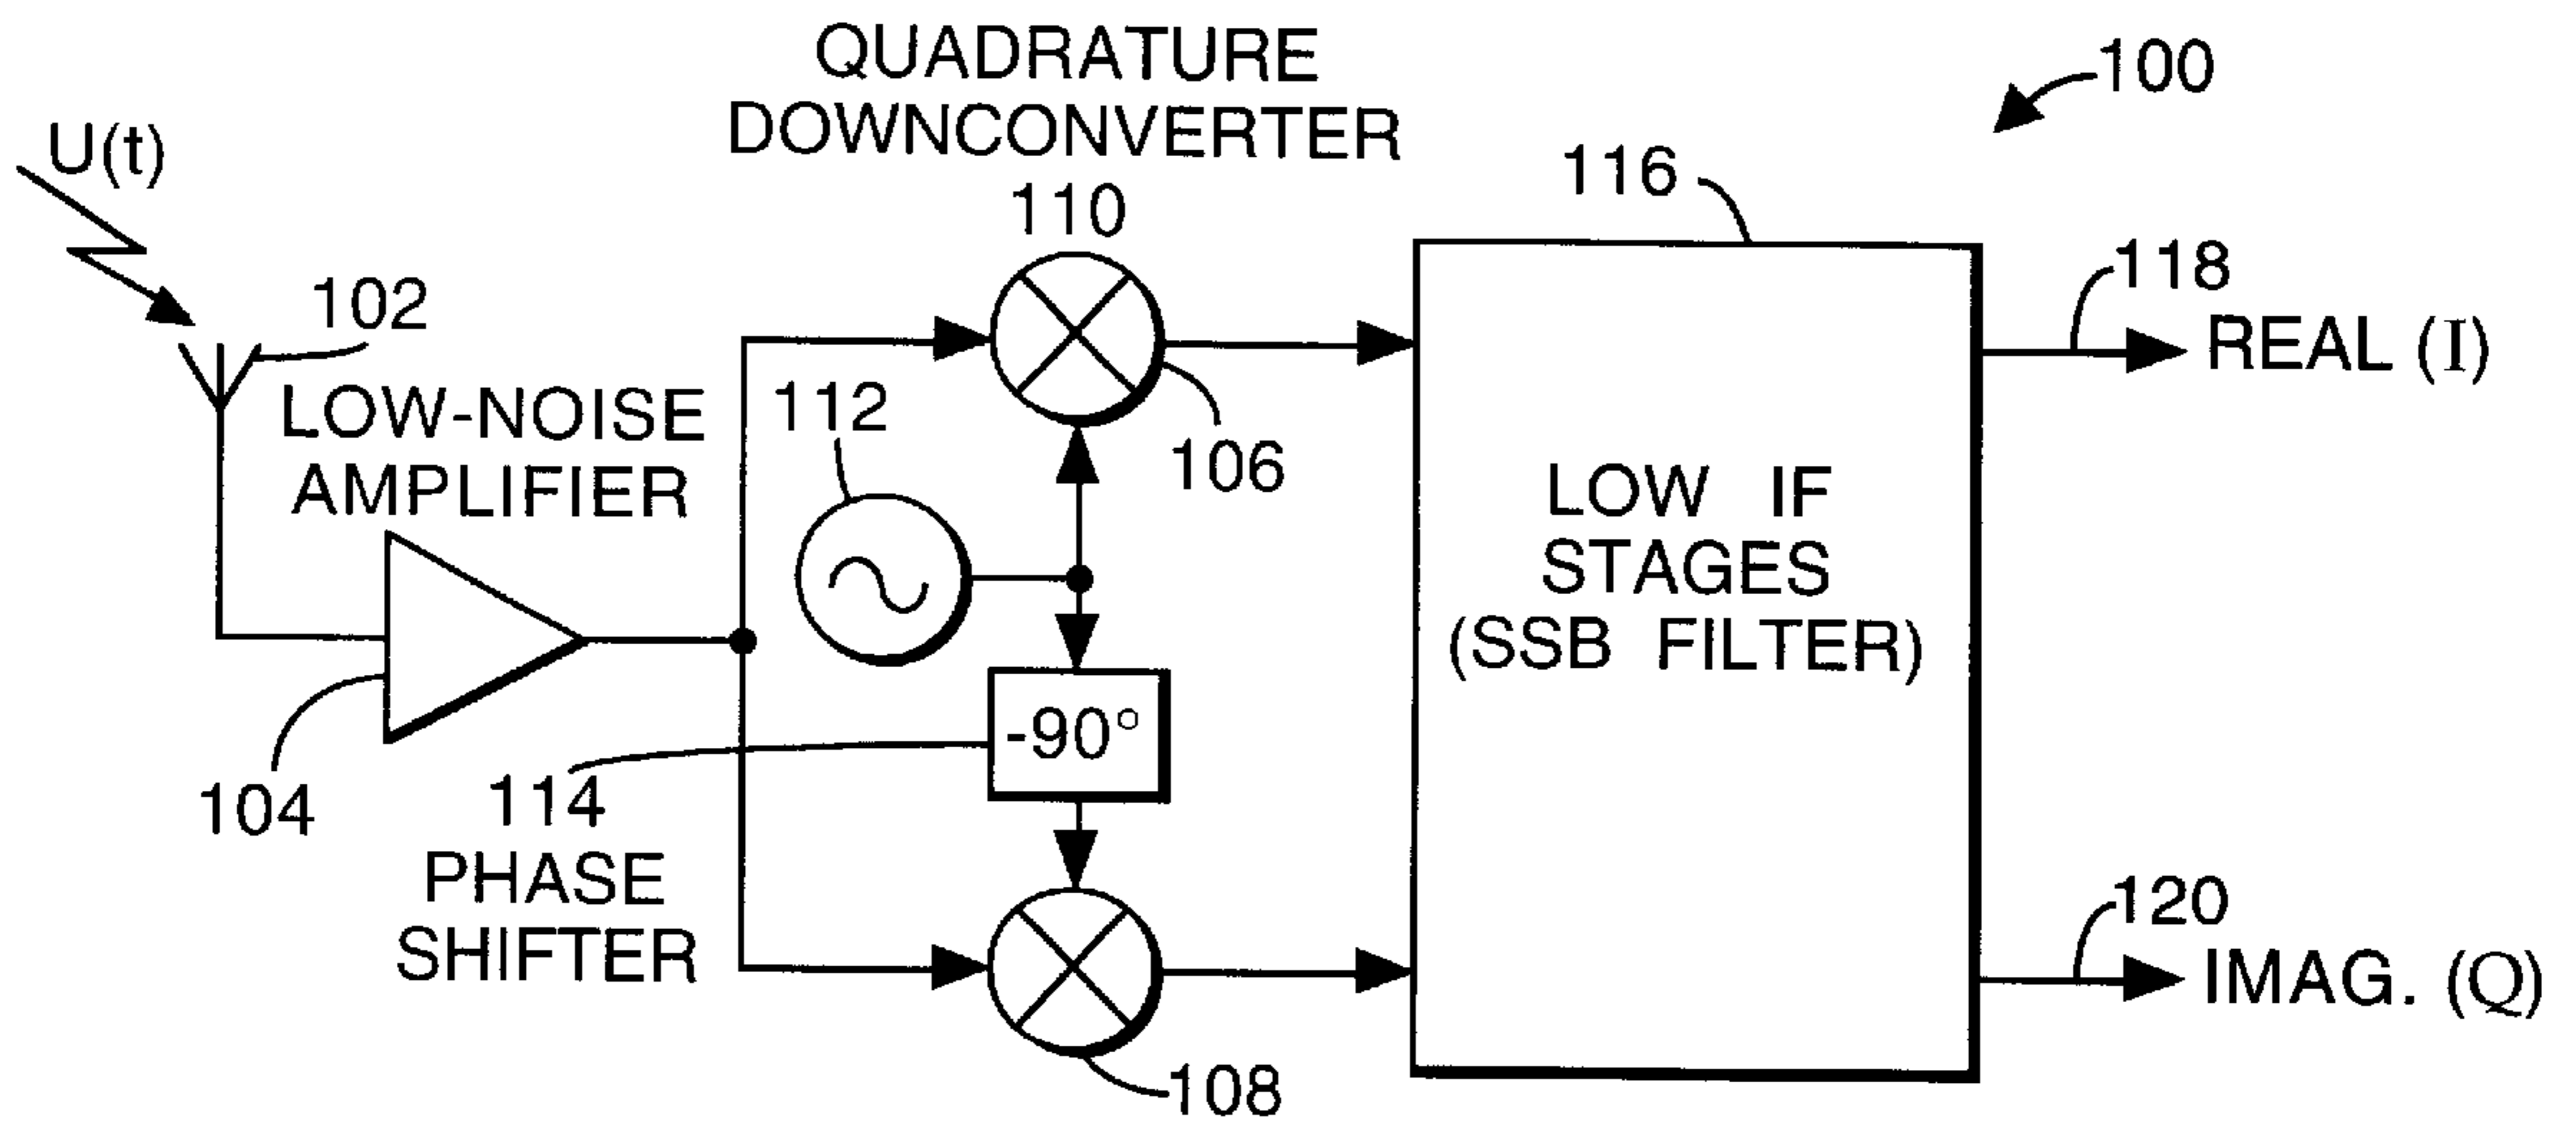 QUADRATURE
DOWNCONVERTER
110
100
U(t)
116
118
REAL (I)
102
LOW-NOISE
AMPLIFIER
112
106
LOW IF
STAGES
(SSB FILTER)
-90°
104
114
PHASE
SHIFTER
120
IMAG. (Q)
108